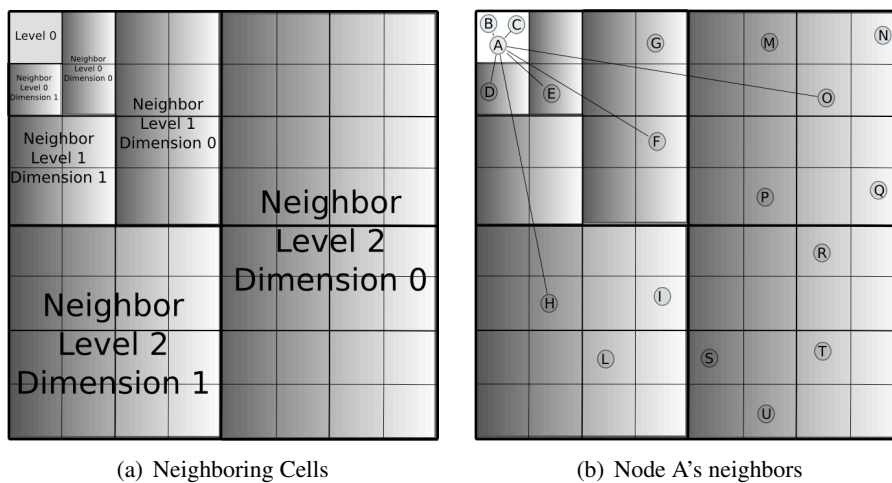 Level 0
Neighbor
Level 0
Dimension 0
Neighbor
Level 0
Dimension 1
Neighbor
Level 1
Dimension 0
Neighbor
Level 1
Dimension 1
Neighbor
Level 2
Dimension 0
Neighbor
Level 2
Dimension 1
(a) Neighboring Cells
B
C
A
G
M
N
D
E
O
F
P
Q
R
H
I
L
S
T
U
(b) Node A's neighbors